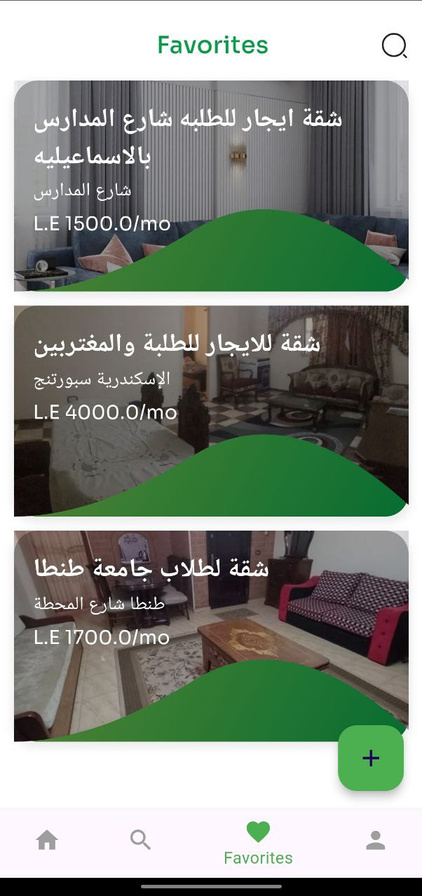 Favorites
شقة ايجار للطلبه شارع المدارس
بالاسماعيليه
شارع المدارس
L.E 1500.0/mo
شقة للايجار للطلبة والمغتربين
الإسكندرية سبورتنج
L.E 4000.0/mo
شقة لطلاب جامعة طنطا
طنطا شارع المحطة
L.E 1700.0/mo
+
Favorites